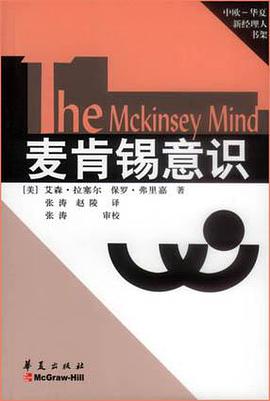 中欧－华夏
新经理人
书架
The Mckinsey Mind
麦肯锡意识
［美］艾森·拉塞尔 保罗·弗里嘉 著
张涛 赵陵 译
张涛 审校
华夏出版社
McGraw-Hill